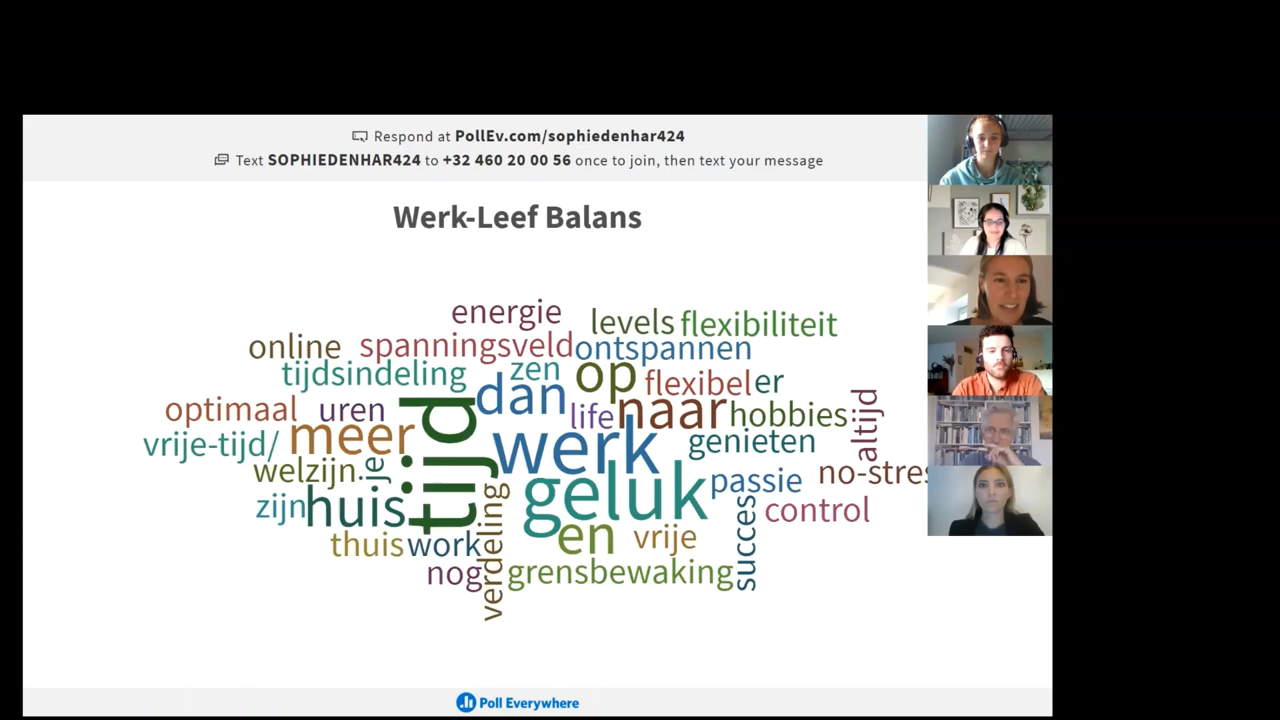 Respond at PollEv.com/sophiedenhar424
Text SOPHIEDENHAR424 to +32 460 20 00 56 once to join, then text your message
Werk-Leef Balans
energie
levels
flexibiliteit
online
spanningsveld
ontspannen
tijdsindeling
zen
op
flexibel
er
dan
optimaal
uren
life
naar
hobbies
altijd
vrije-tijd/
meer
tijd
werk
genieten
welzijn
je
geluk
passie
no-stres
zijn
huis
verdeling
succes
control
thuis
work
en
vrije
nog
grensbewaking
Poll Everywhere